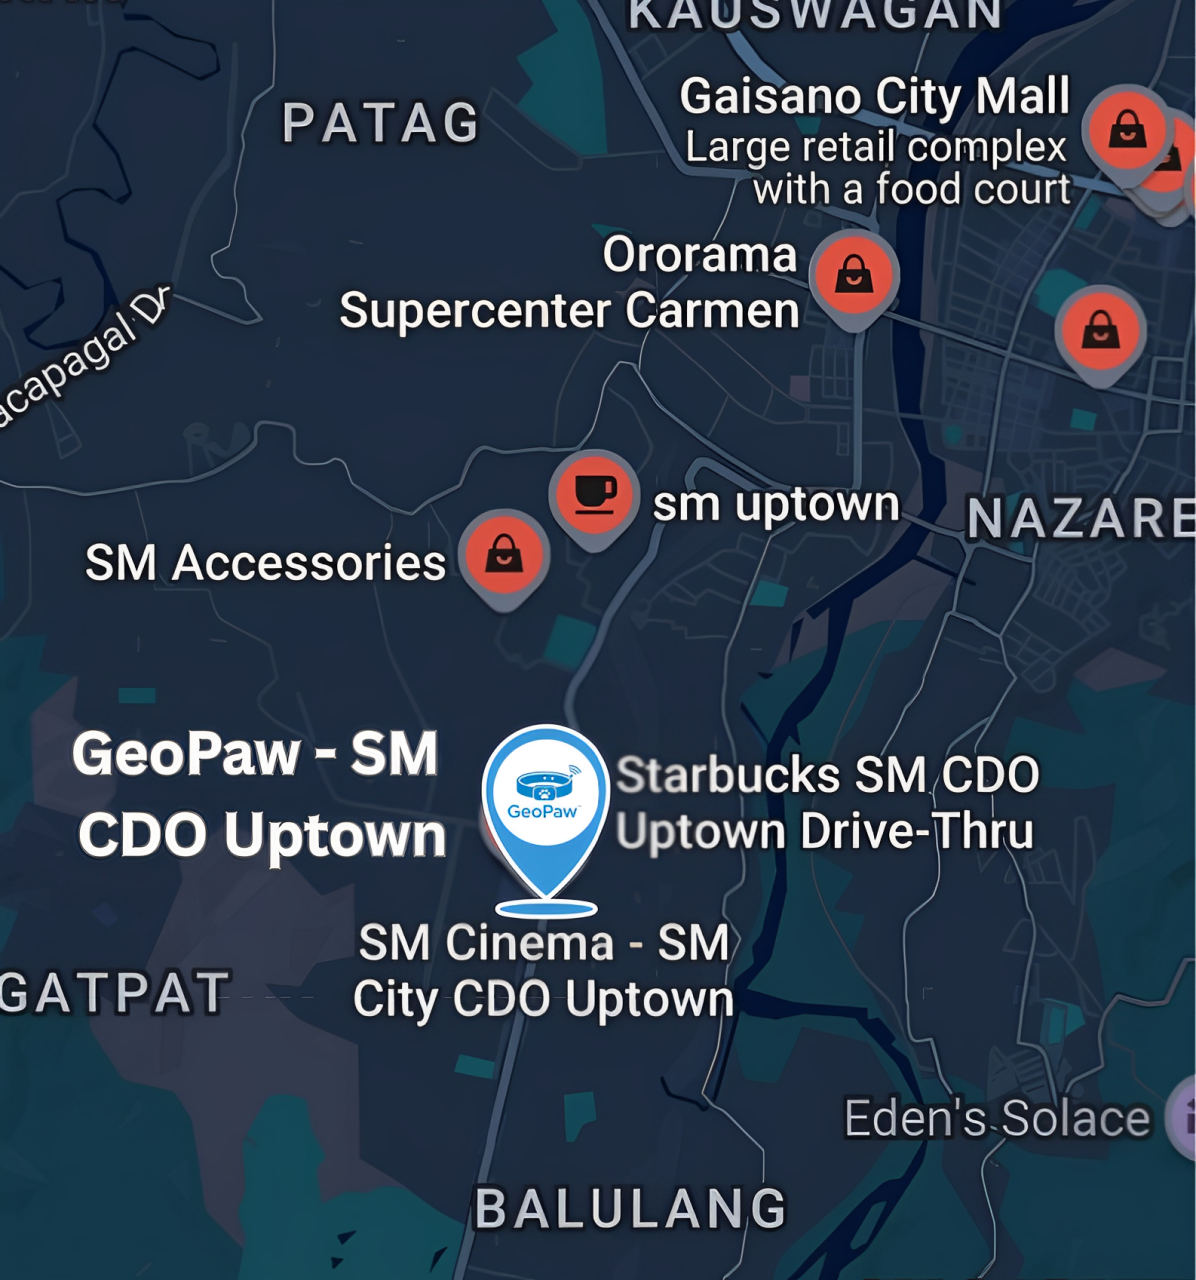 KAUSWAGAN
PATAG
Gaisano City Mall
Large retail complex
with a food court
Ororama
Supercenter Carmen
acapagal Dr
sm uptown
NAZARE
SM Accessories
GeoPaw - SM
CDO Uptown
GeoPaw
Starbucks SM CDO
Uptown Drive-Thru
SM Cinema - SM
City CDO Uptown
GATPAT
Eden's Solace
BALULANG